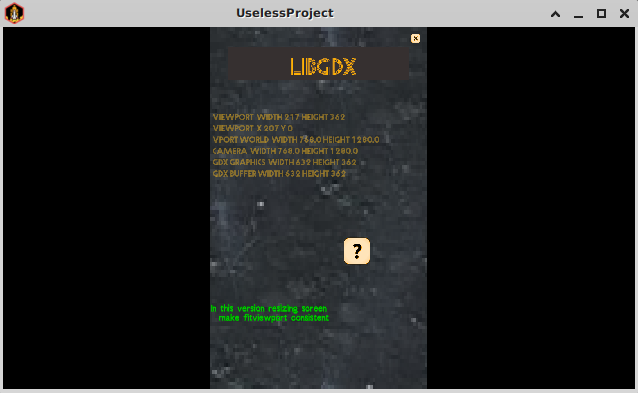 UselessProject
LIBGDX
VIEWPORT WIDTH 217 HEIGHT 362
VIEWPORT X 207 Y 0
VPORT WORLD WIDTH 768.0 HEIGHT 1280.0
CAMERA WIDTH 768.0 HEIGHT 1280.0
GDX GRAPHICS WIDTH 632 HEIGHT 362
GDX BUFFER WIDTH 632 HEIGHT 362
?
In this version resizing screen
make fitviewport consistent